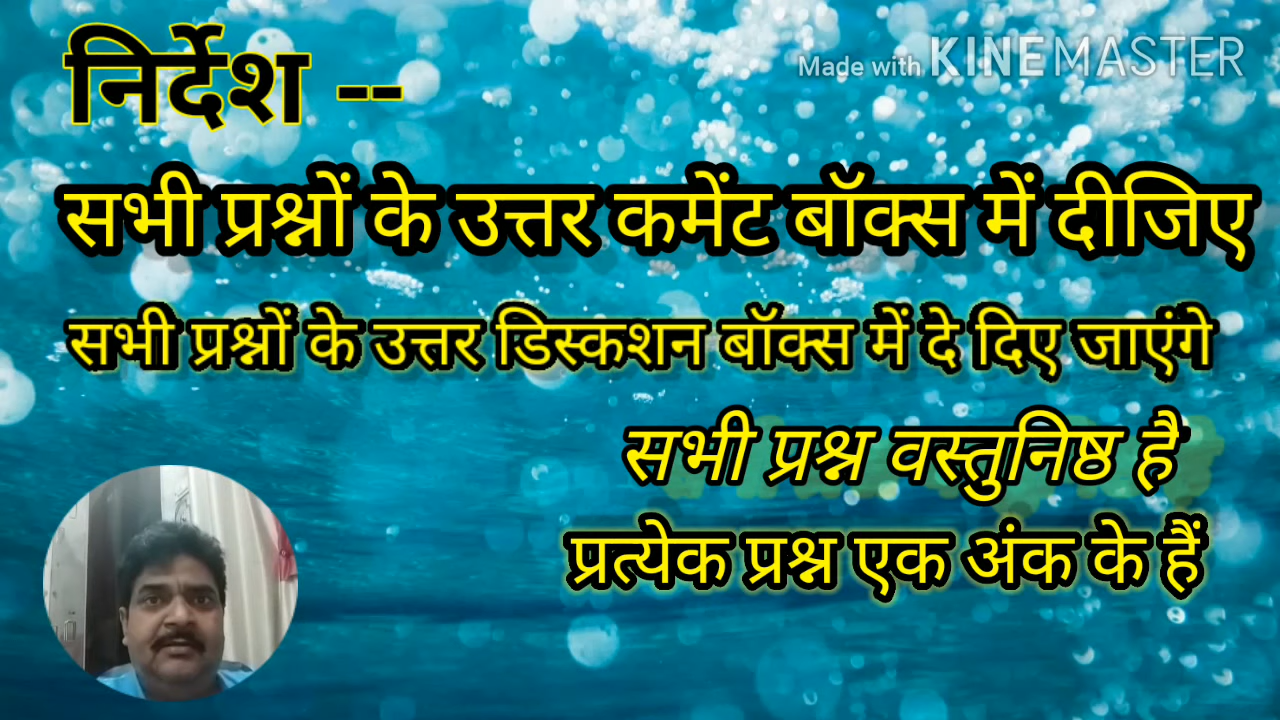 Made with KINEMASTER
निर्देश --
सभी प्रश्नों के उत्तर कमेंट बॉक्स में दीजिए
सभी प्रश्नों के उत्तर डिस्कशन बॉक्स में दे दिए जाएंगे
सभी प्रश्न वस्तुनिष्ठ है
प्रत्येक प्रश्न एक अंक के हैं